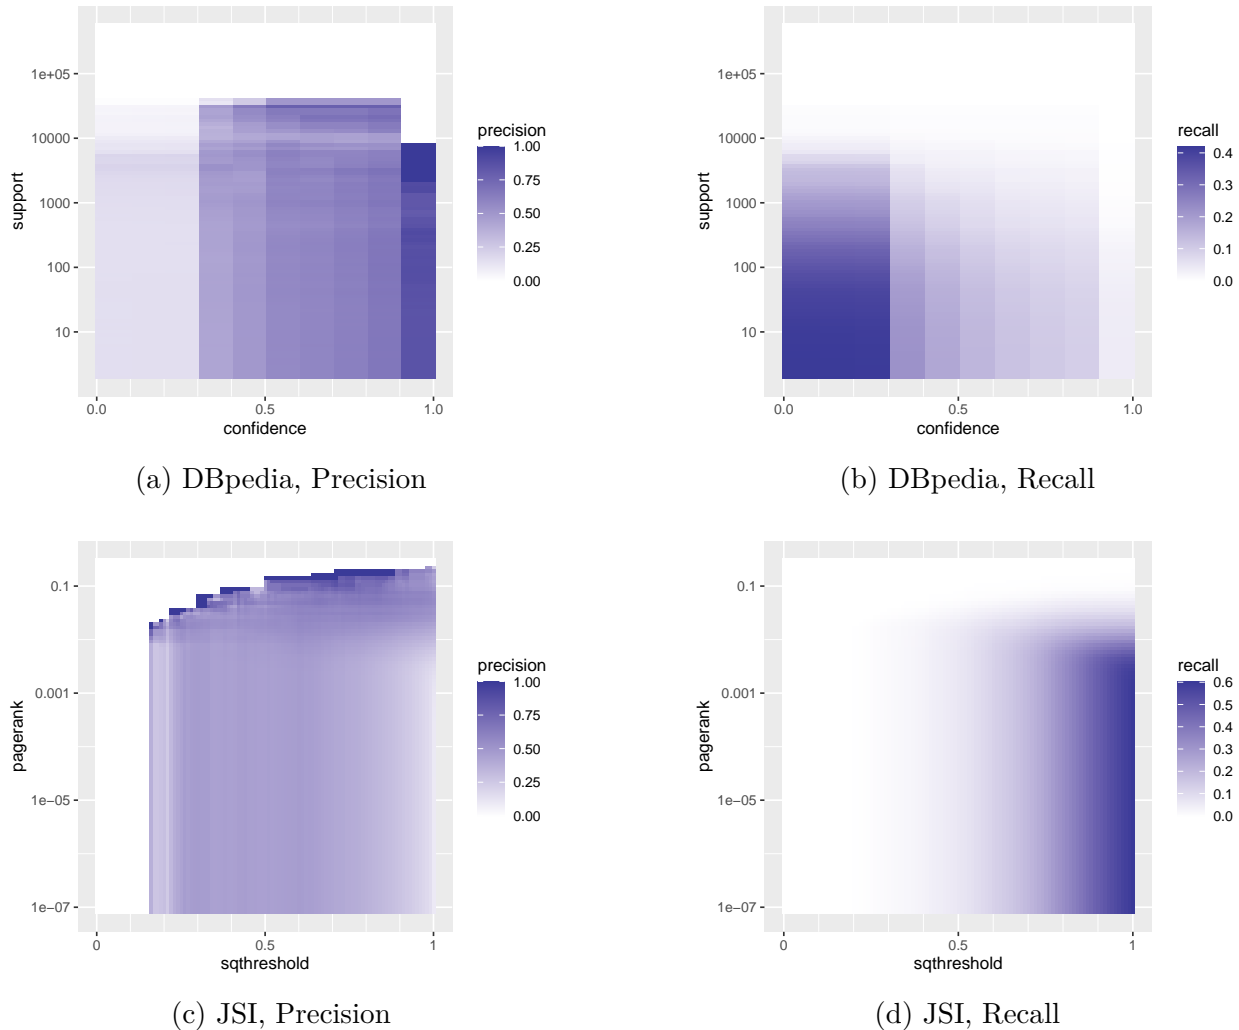 1e+05
10000
1000
100
10
support
0.0
0.5
1.0
confidence
precision
1.00
0.75
0.50
0.25
0.00
(a) DBpedia, Precision
1e+05
10000
1000
100
10
support
0.0
0.5
1.0
confidence
recall
0.4
0.3
0.2
0.1
0.0
(b) DBpedia, Recall
0.1
0.001
1e-05
1e-07
pagerank
0
0.5
1
sqthreshold
precision
1.00
0.75
0.50
0.25
0.00
(c) JSI, Precision
0.1
0.001
1e-05
1e-07
pagerank
0
0.5
1
sqthreshold
recall
0.6
0.5
0.4
0.3
0.2
0.1
0.0
(d) JSI, Recall